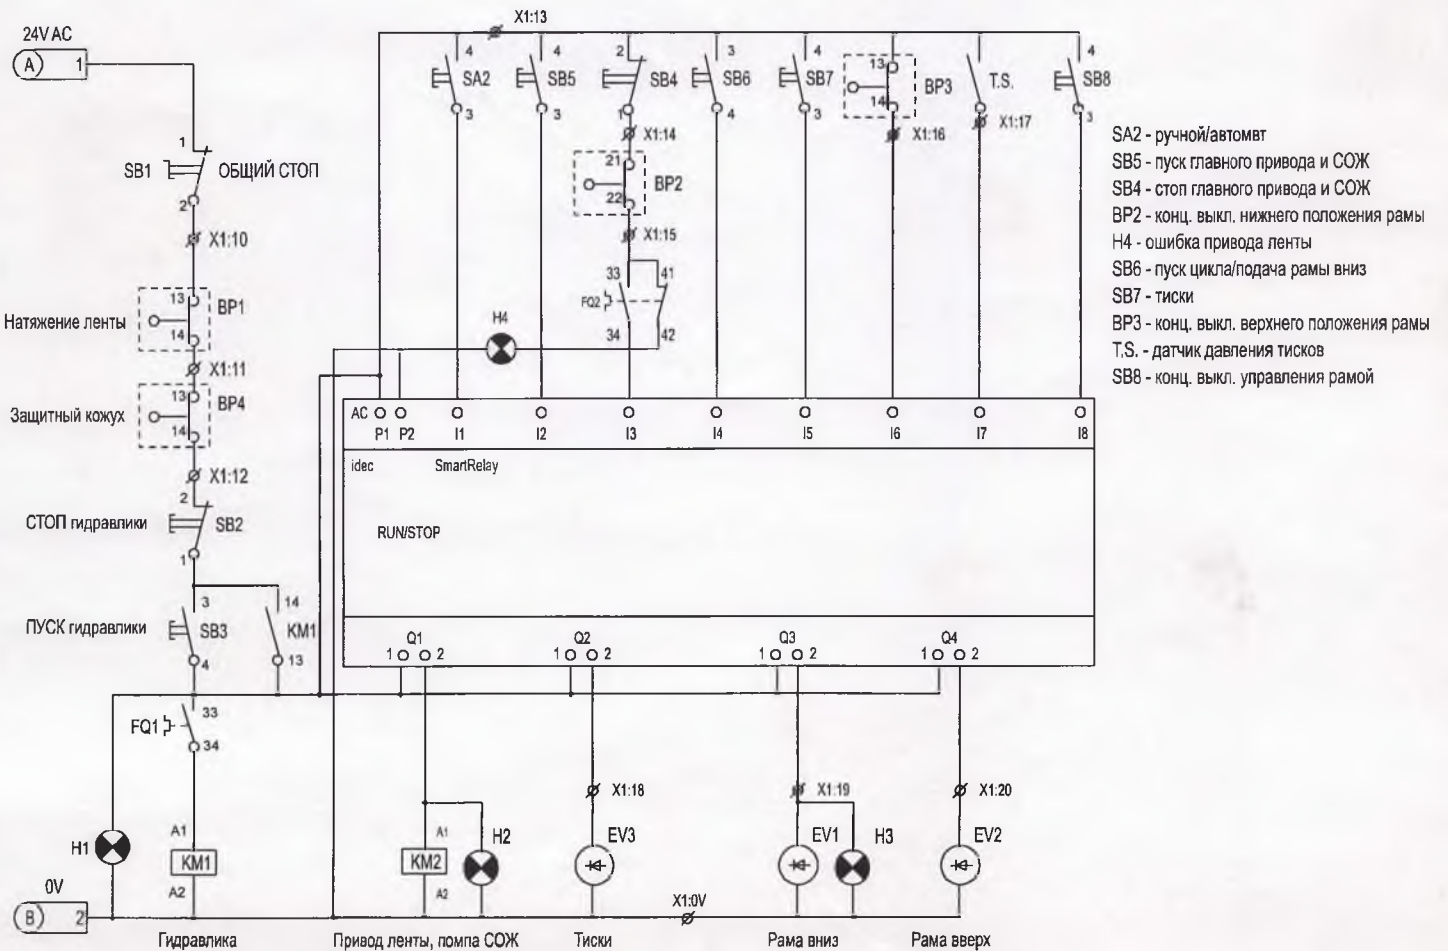 X1:13
24V AC
A 1
4 SA2 3
4 SB5 3
2 SB4 1
3 SB6 4
4 SB7 3
13 BP3 14
T.S.
4 SB8 3
X1:14
X1:16
X1:17
21 BP2 22
X1:15
33 41
FQ2
34 42
H4
1
SB1 ОБЩИЙ СТОП
2
X1:10
13 BP1
Натяжение ленты
14
X1:11
13 BP4
Защитный кожух
14
X1:12
2
СТОП гидравлики SB2
1
3 14
ПУСК гидравлики SB3 KM1
4 13
33
FQ1
34
SA2 - ручной/автомвт
SB5 - пуск главного привода и СОЖ
SB4 - стоп главного привода и СОЖ
BP2 - конц. выкл. нижнего положения рамы
H4 - ошибка привода ленты
SB6 - пуск цикла/подача рамы вниз
SB7 - тиски
BP3 - конц. выкл. верхнего положения рамы
T.S. - датчик давления тисков
SB8 - конц. выкл. управления рамой
AC
P1 P2 I1 I2 I3 I4 I5 I6 I7 I8
idec SmartRelay
RUN/STOP
Q1 Q2 Q3 Q4
1 2 1 2 1 2 1 2
X1:18 X1:19 X1:20
A1 A1 H2 EV3 EV1 H3 EV2
H1 KM1 KM2
A2 A2
0V
B 2
X1:0V
Гидравлика Привод ленты, помпа СОЖ Тиски Рама вниз Рама вверх